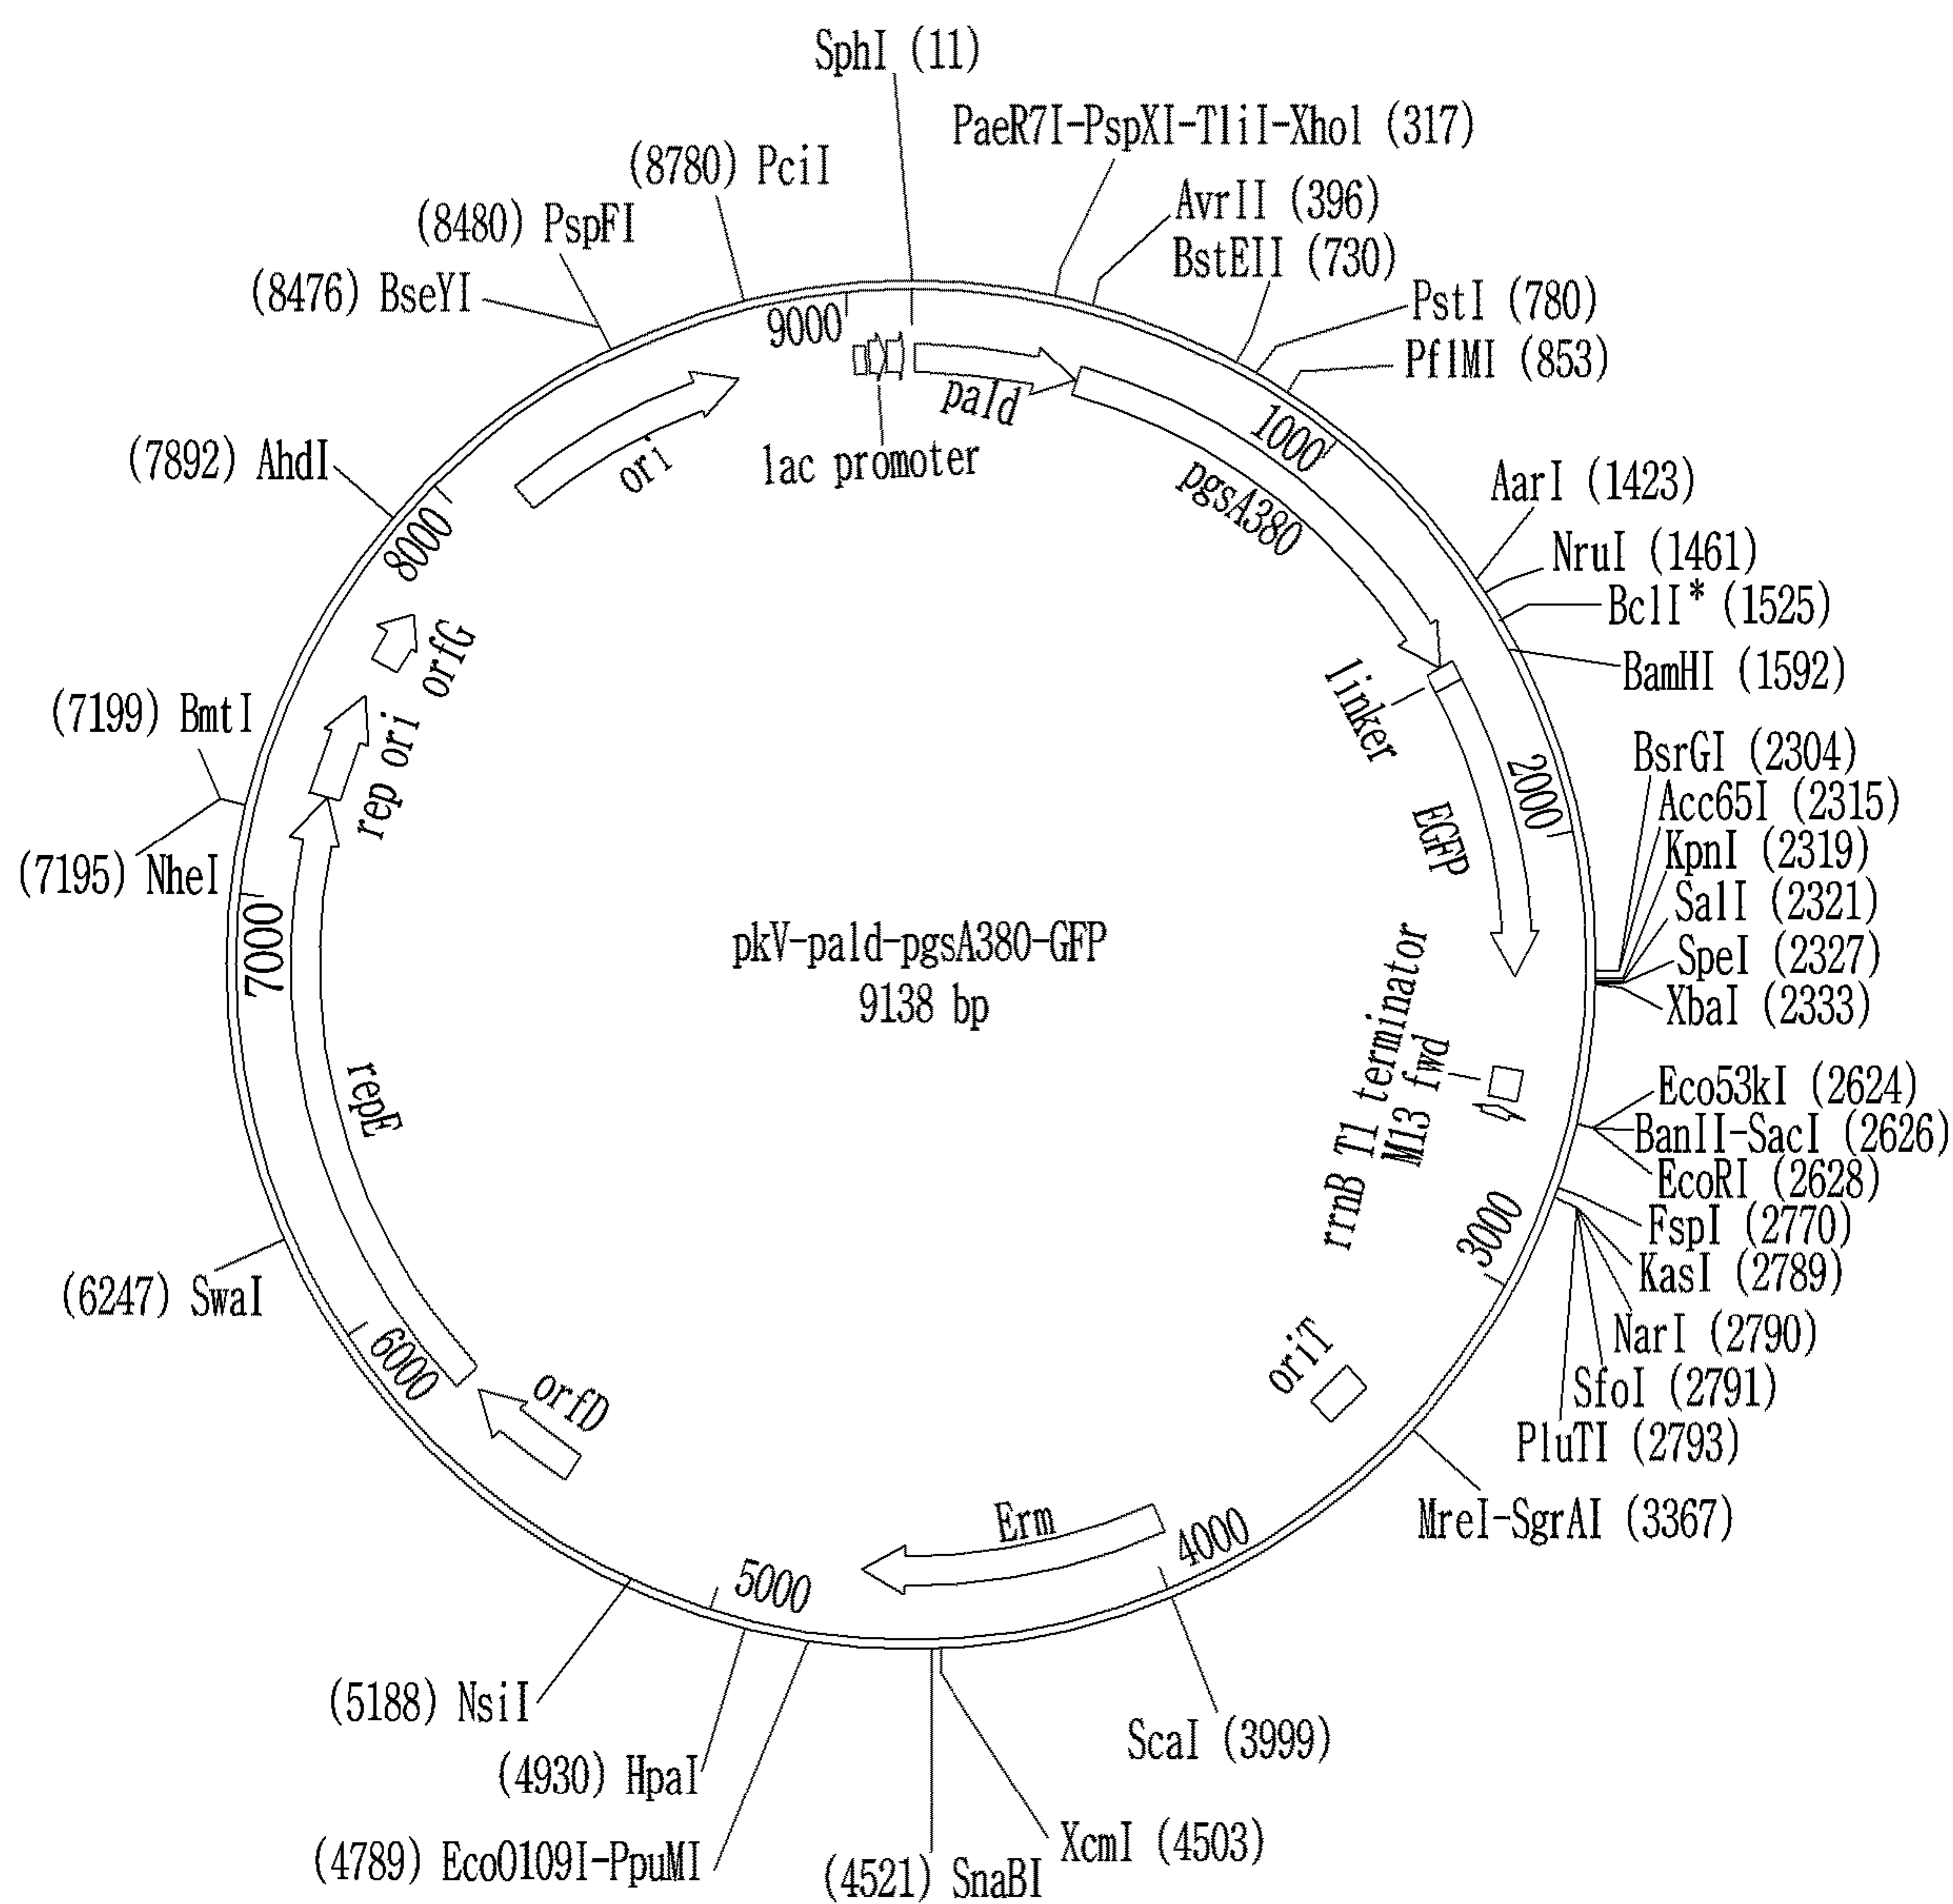 SphI (11)
PaeR7I-PspXI-TliI-XhoI (317)
AvrII (396)
BstEII (730)
PstI (780)
PflMI (853)
AarI (1423)
NruI (1461)
BclI* (1525)
BamHI (1592)
BsrGI (2304)
Acc65I (2315)
KpnI (2319)
SalI (2321)
SpeI (2327)
XbaI (2333)
Eco53kI (2624)
BanII-SacI (2626)
EcoRI (2628)
FspI (2770)
KasI (2789)
NarI (2790)
SfoI (2791)
PluTI (2793)
MreI-SgrAI (3367)
ScaI (3999)
XcmI (4503)
(4521) SnaBI
(4789) EcoO109I-PpuMI
(4930) HpaI
(5188) NsiI
(6247) SwaI
(7195) NheI
(7199) BmtI
(7892) AhdI
(8476) BseYI
(8480) PspFI
(8780) PciI
9000
1000
2000
3000
4000
5000
6000
7000
8000
lac promoter
pald
pgsA380
linker
EGFP
rrnB T1 terminator
M13 fwd
oriT
Erm
orfD
repE
rep ori
orfG
ori
pkV-pald-pgsA380-GFP
9138 bp